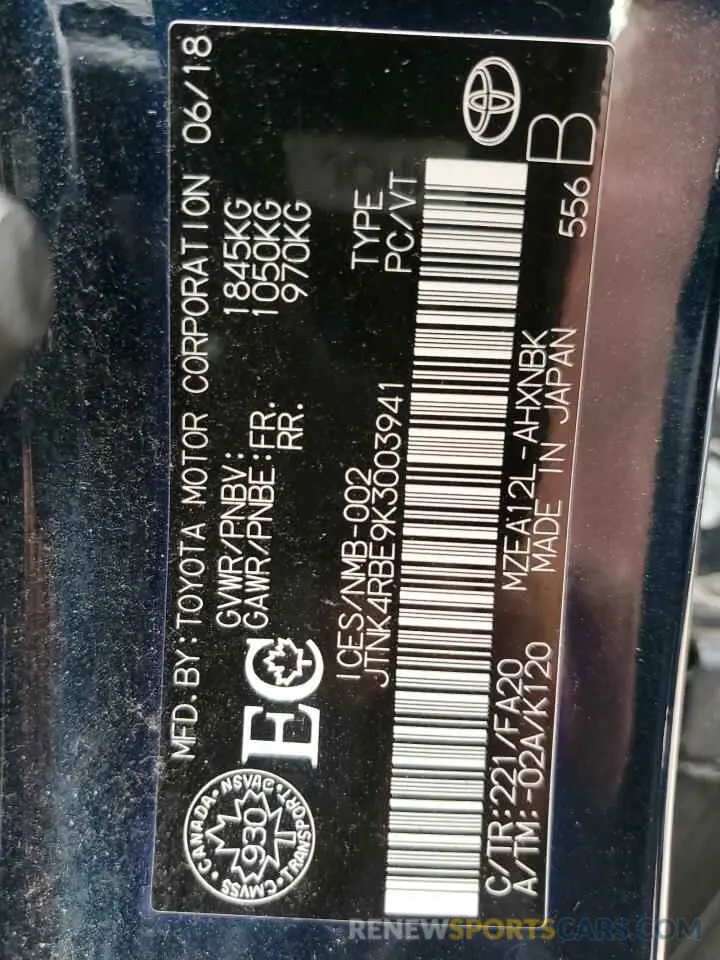 MFD.BY:TOYOTA MOTOR CORPORATION 06/18
GVWR/PNBV: 1845KG
GAWR/PNBE:FR. 1050KG
RR. 970KG
EC
CANADA
NSVAC
CMVSS
TRANSPORT
930
ICES/NMB-002 TYPE
JTNK4RBE9K3003941 PC/VT
C/TR:221/FA20 MZEA12L-AHXNBK 556
A/TM:-02A/K120 MADE IN JAPAN
B
RENEWSPORTSCARS.COM